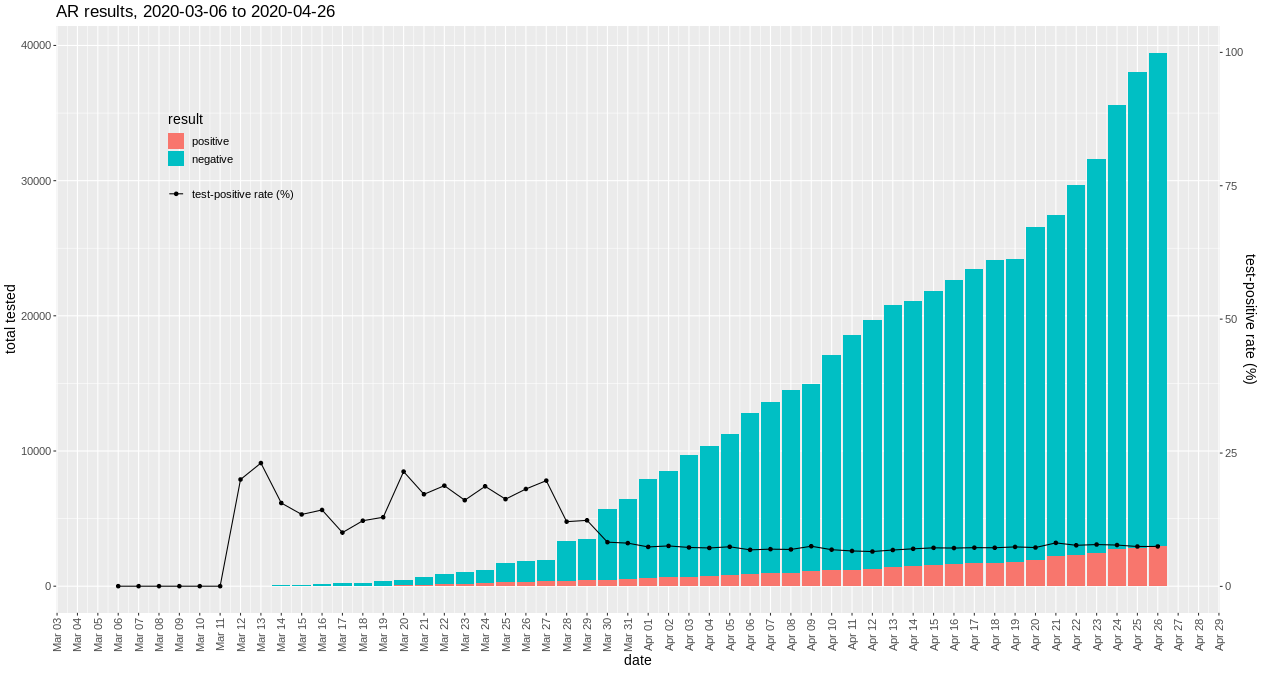 AR results, 2020-03-06 to 2020-04-26
total tested
40000
30000
20000
10000
0
result
positive
negative
test-positive rate (%)
100
75
50
25
0
test-positive rate (%)
Mar 03
Mar 04
Mar 05
Mar 06
Mar 07
Mar 08
Mar 09
Mar 10
Mar 11
Mar 12
Mar 13
Mar 14
Mar 15
Mar 16
Mar 17
Mar 18
Mar 19
Mar 20
Mar 21
Mar 22
Mar 23
Mar 24
Mar 25
Mar 26
Mar 27
Mar 28
Mar 29
Mar 30
Mar 31
Apr 01
Apr 02
Apr 03
Apr 04
Apr 05
Apr 06
Apr 07
Apr 08
Apr 09
Apr 10
Apr 11
Apr 12
Apr 13
Apr 14
Apr 15
Apr 16
Apr 17
Apr 18
Apr 19
Apr 20
Apr 21
Apr 22
Apr 23
Apr 24
Apr 25
Apr 26
Apr 27
Apr 28
Apr 29
date